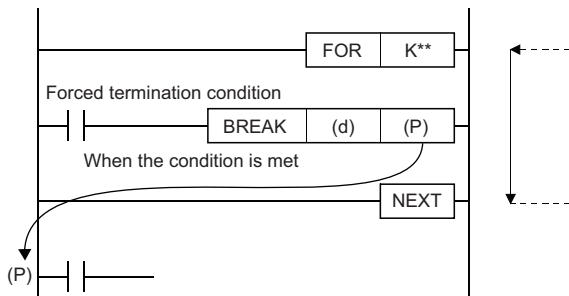 FOR K**
Forced termination condition
BREAK (d) (P)
When the condition is met
NEXT
(P)